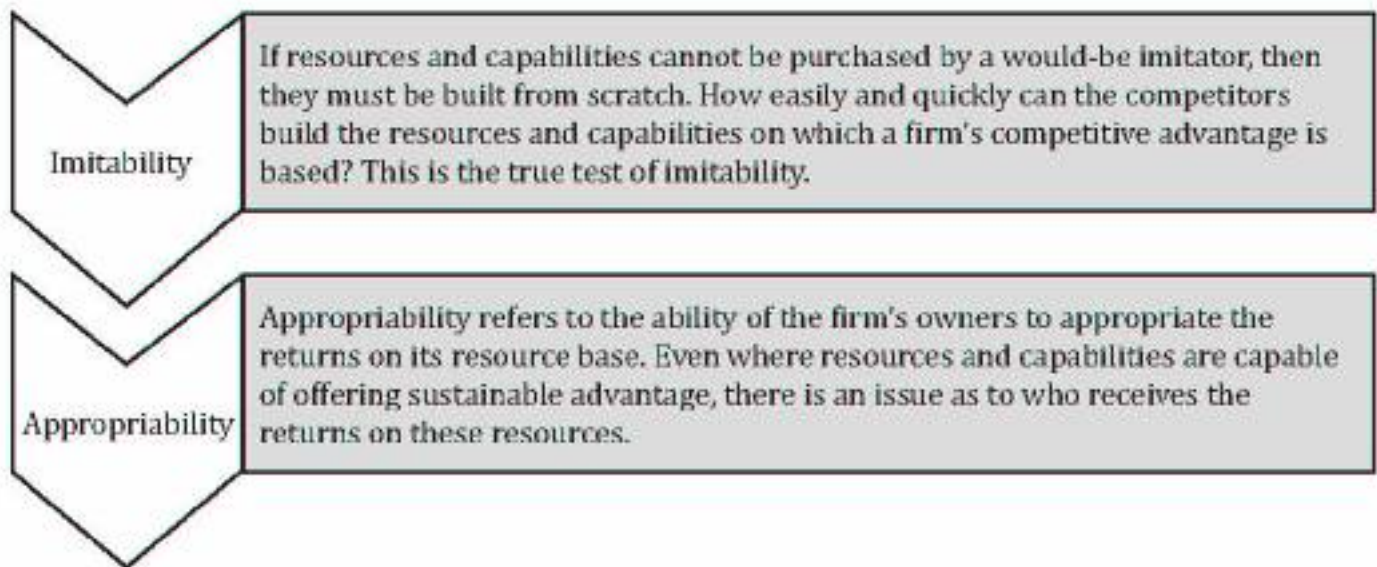 Imitability
If resources and capabilities cannot be purchased by a would-be imitator, then
they must be built from scratch. How easily and quickly can the competitors
build the resources and capabilities on which a firm's competitive advantage is
based? This is the true test of imitability.
Appropriability
Appropriability refers to the ability of the firm's owners to appropriate the
returns on its resource base. Even where resources and capabilities are capable
of offering sustainable advantage, there is an issue as to who receives the
returns on these resources.